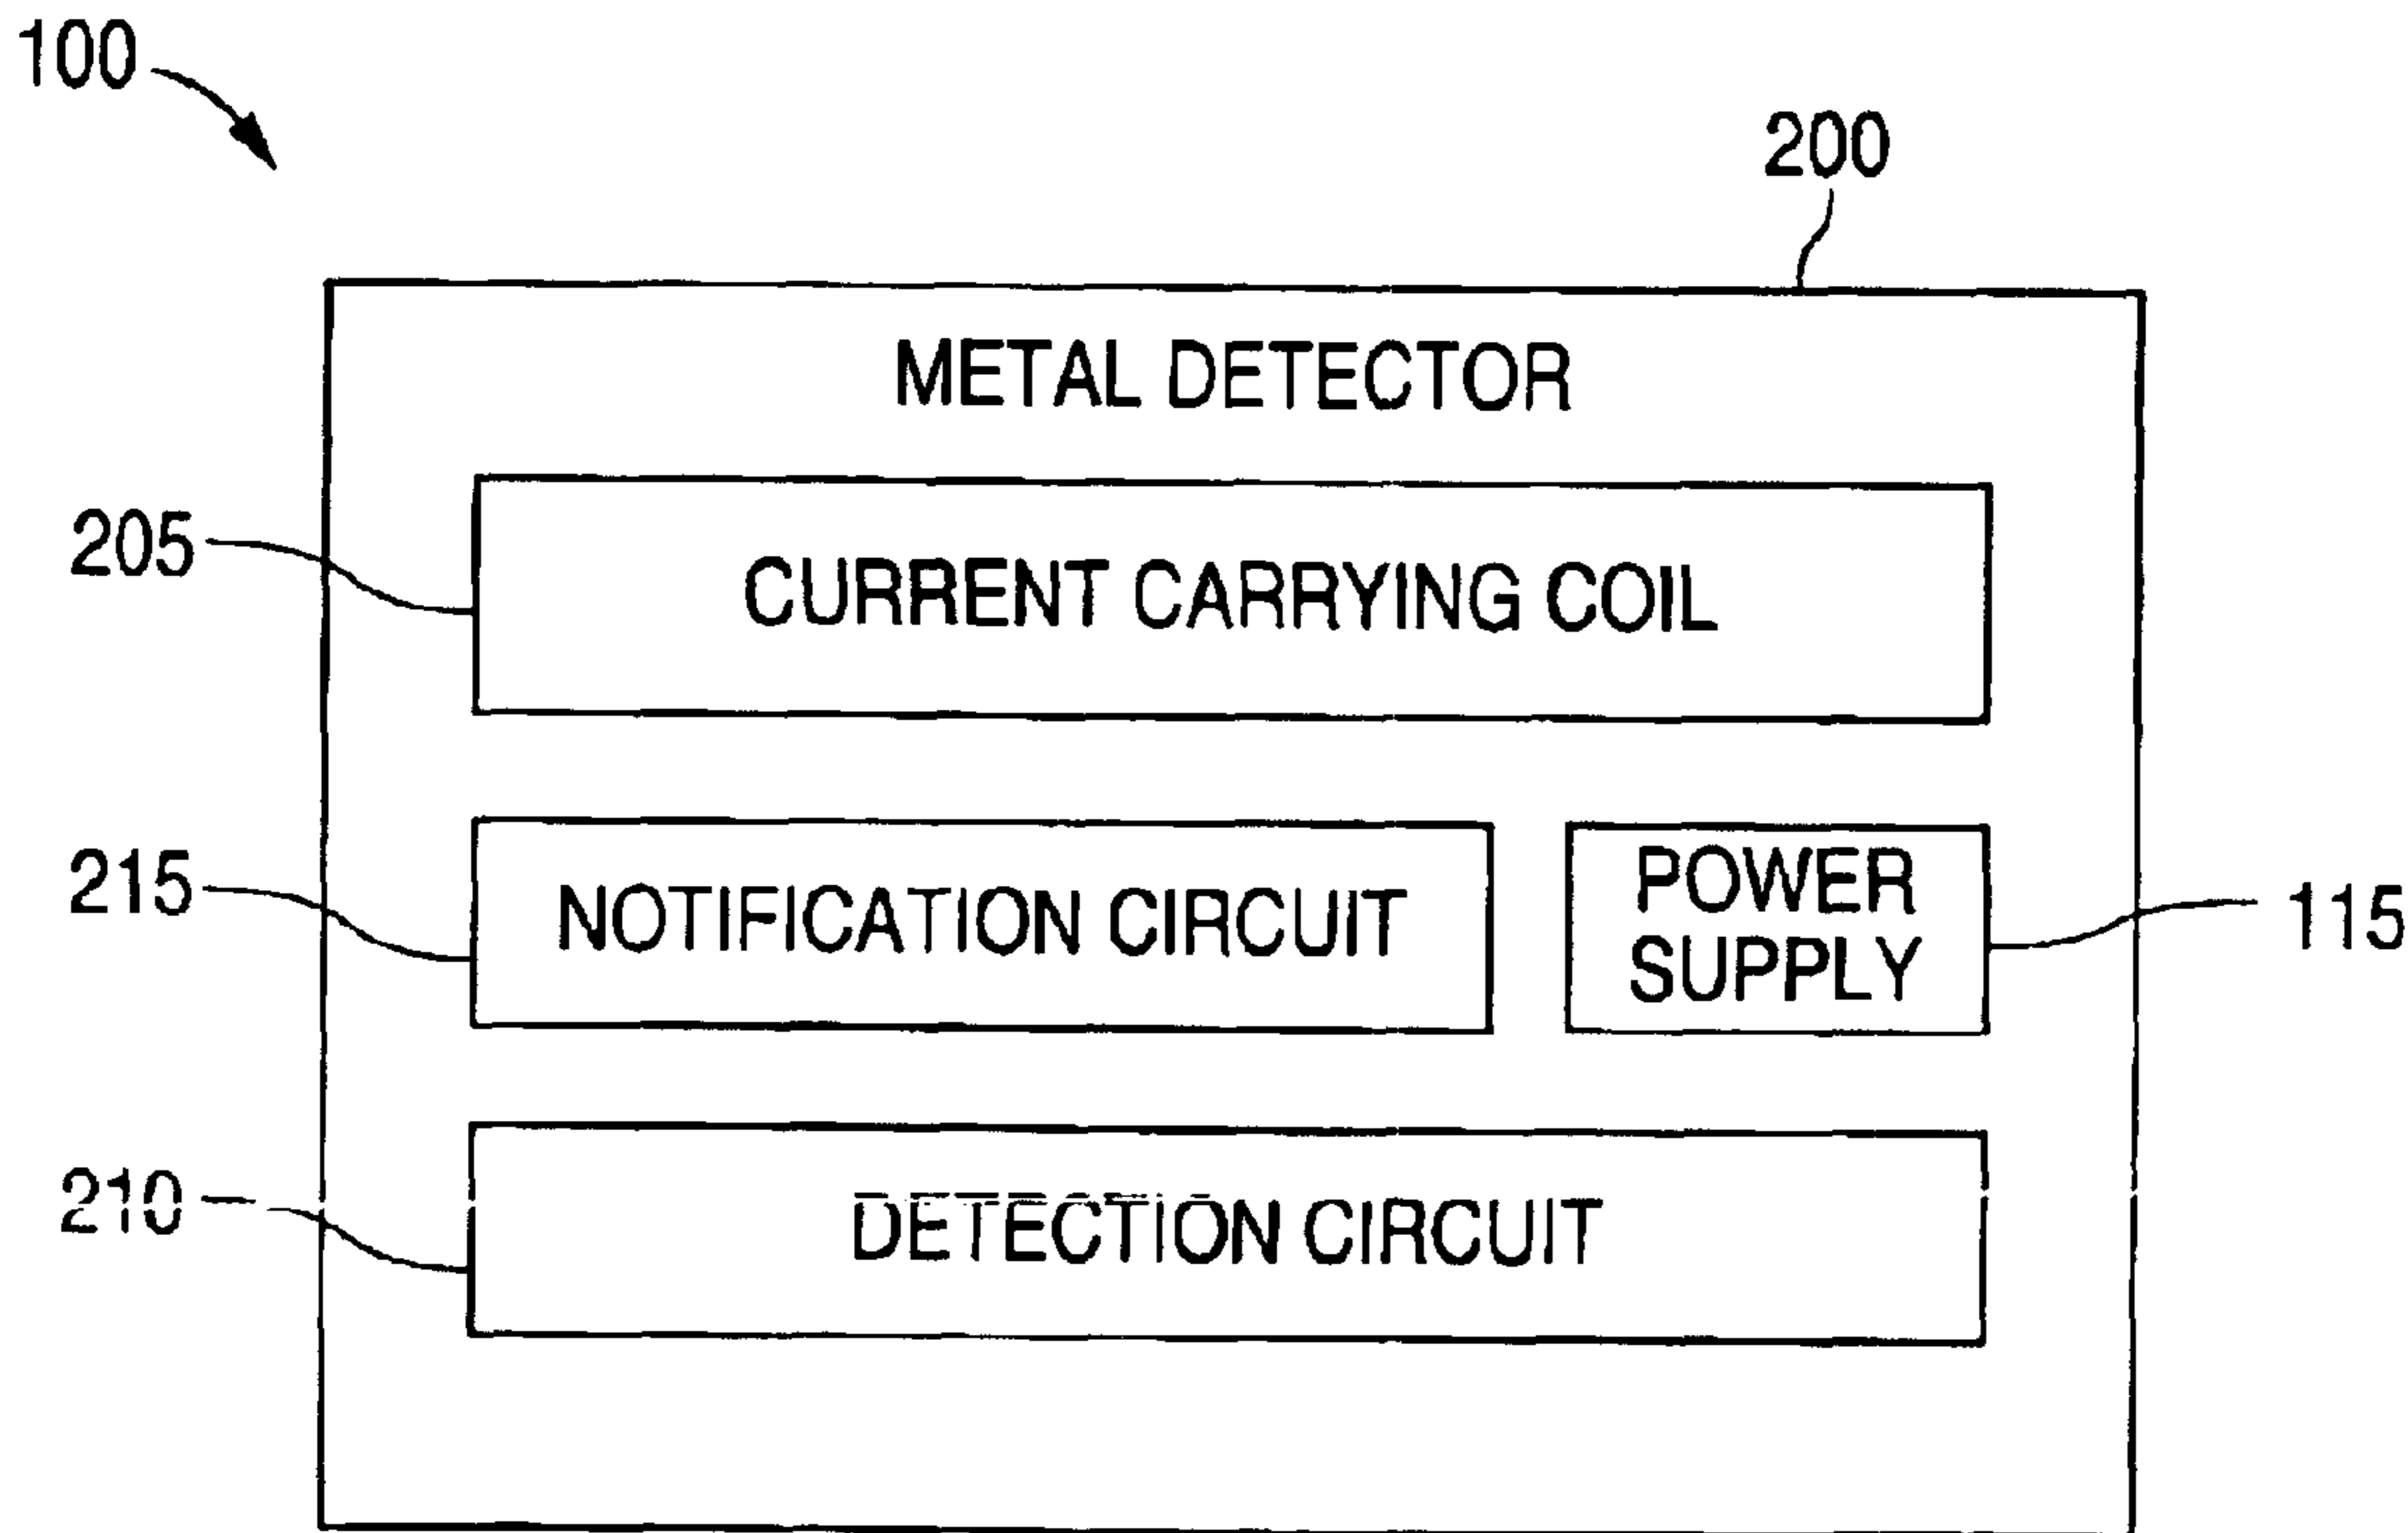 100
200
METAL DETECTOR
205
CURRENT CARRYING COIL
215
NOTIFICATION CIRCUIT
POWER
SUPPLY
115
210
DETECTION CIRCUIT